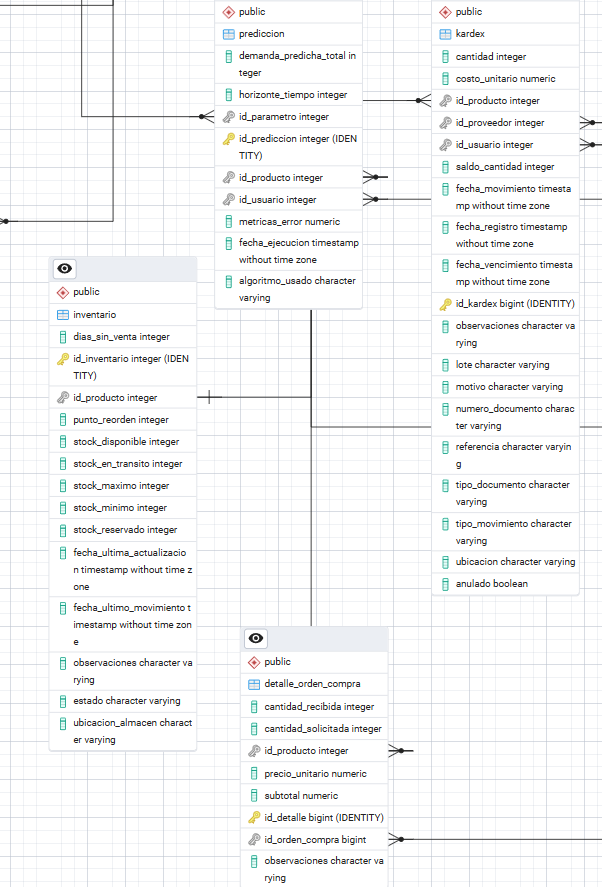 public
prediccion
demanda_predicha_total in
teger
horizonte_tiempo integer
id_parametro integer
id_prediccion integer (IDEN
TITY)
id_producto integer
id_usuario integer
metricas_error numeric
fecha_ejecucion timestamp
without time zone
algoritmo_usado character
varying
public
kardex
cantidad integer
costo_unitario numeric
id_producto integer
id_proveedor integer
id_usuario integer
saldo_cantidad integer
fecha_movimiento timesta
mp without time zone
fecha_registro timestamp
without time zone
fecha_vencimiento timesta
mp without time zone
id_kardex bigint (IDENTITY)
observaciones character va
rying
lote character varying
motivo character varying
numero_documento charac
ter varying
referencia character varyin
g
tipo_documento character
varying
tipo_movimiento character
varying
ubicacion character varying
anulado boolean
public
inventario
dias_sin_venta integer
id_inventario integer (IDEN
TITY)
id_producto integer
punto_reorden integer
stock_disponible integer
stock_en_transito integer
stock_maximo integer
stock_minimo integer
stock_reservado integer
fecha_ultima_actualizacio
n timestamp without time z
one
fecha_ultimo_movimiento t
imestamp without time zon
e
observaciones character va
rying
estado character varying
ubicacion_almacen charact
er varying
public
detalle_orden_compra
cantidad_recibida integer
cantidad_solicitada integer
id_producto integer
precio_unitario numeric
subtotal numeric
id_detalle bigint (IDENTITY)
id_orden_compra bigint
observaciones character va
rying